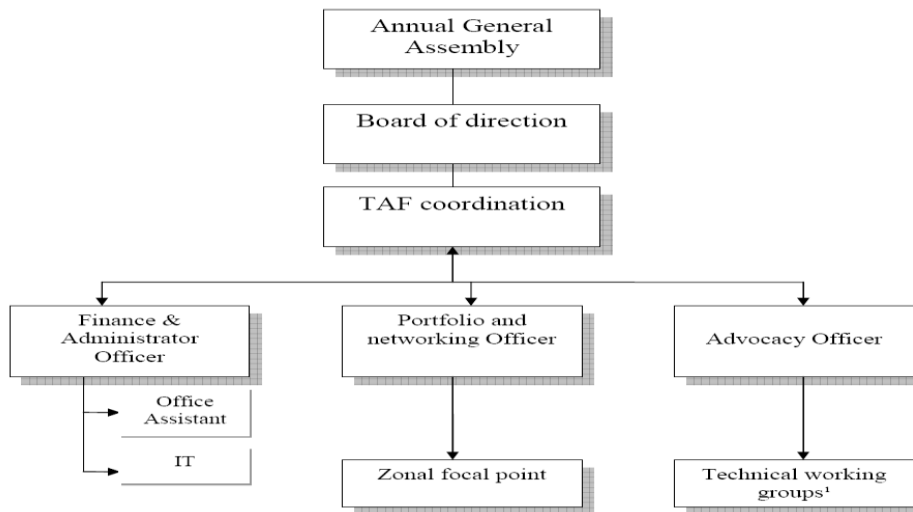 Annual General
Assembly
Board of direction
TAF coordination
Finance &
Administrator
Officer
Portfolio and
networking Officer
Advocacy Officer
Office
Assistant
IT
Zonal focal point
Technical working
groups¹